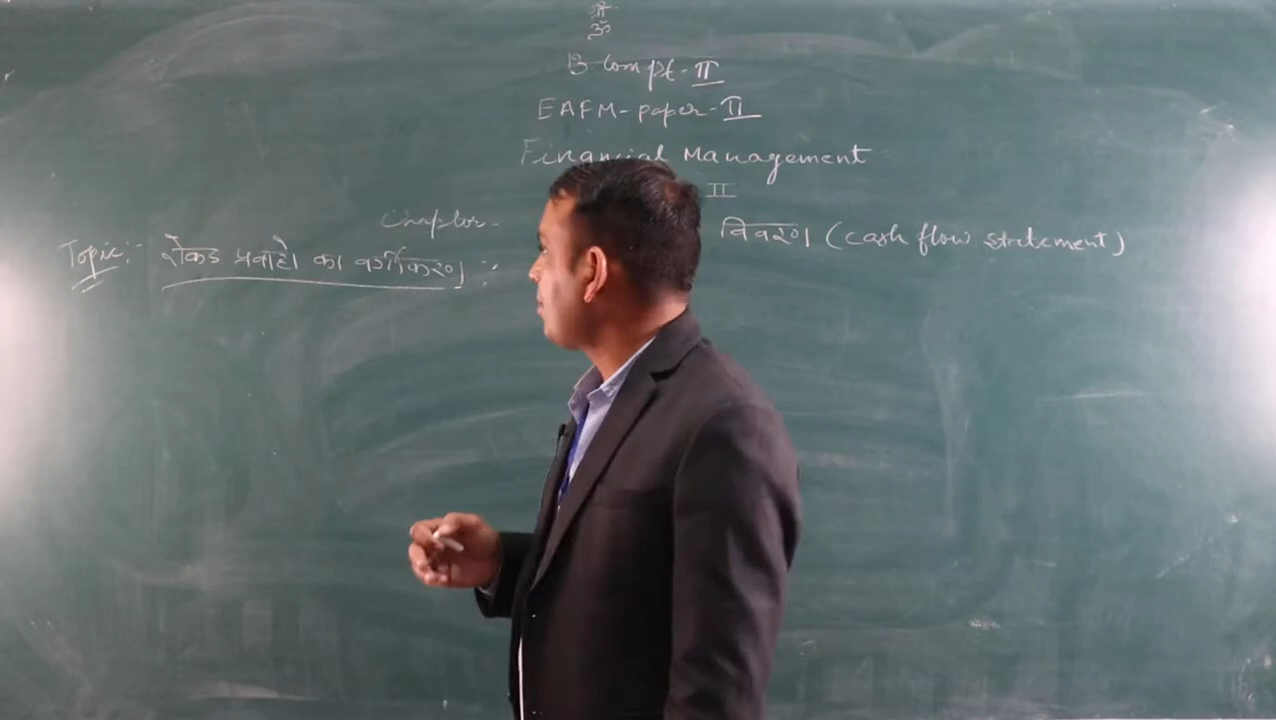 श्री
ॐ
B Com pt-II
EAFM-paper-II
Financial Management
II
Chapter-
विवरण (cash flow statement)
Topic:- रोकड प्रवाहो का वर्गीकरण :-